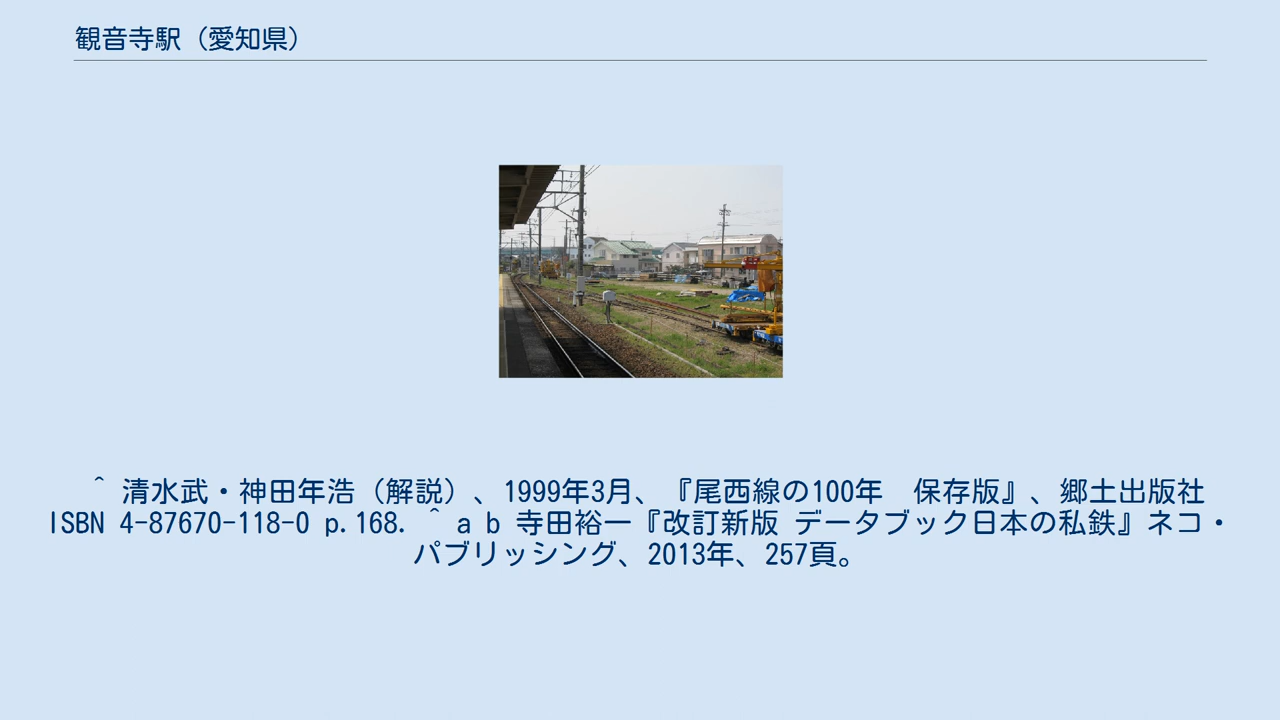 観音寺駅（愛知県）
^ 清水武・神田年浩（解説）、1999年3月、『尾西線の100年　保存版』、郷土出版社
ISBN 4-87670-118-0 p.168. ^ a b 寺田裕一『改訂新版 データブック日本の私鉄』ネコ・
パブリッシング、2013年、257頁。